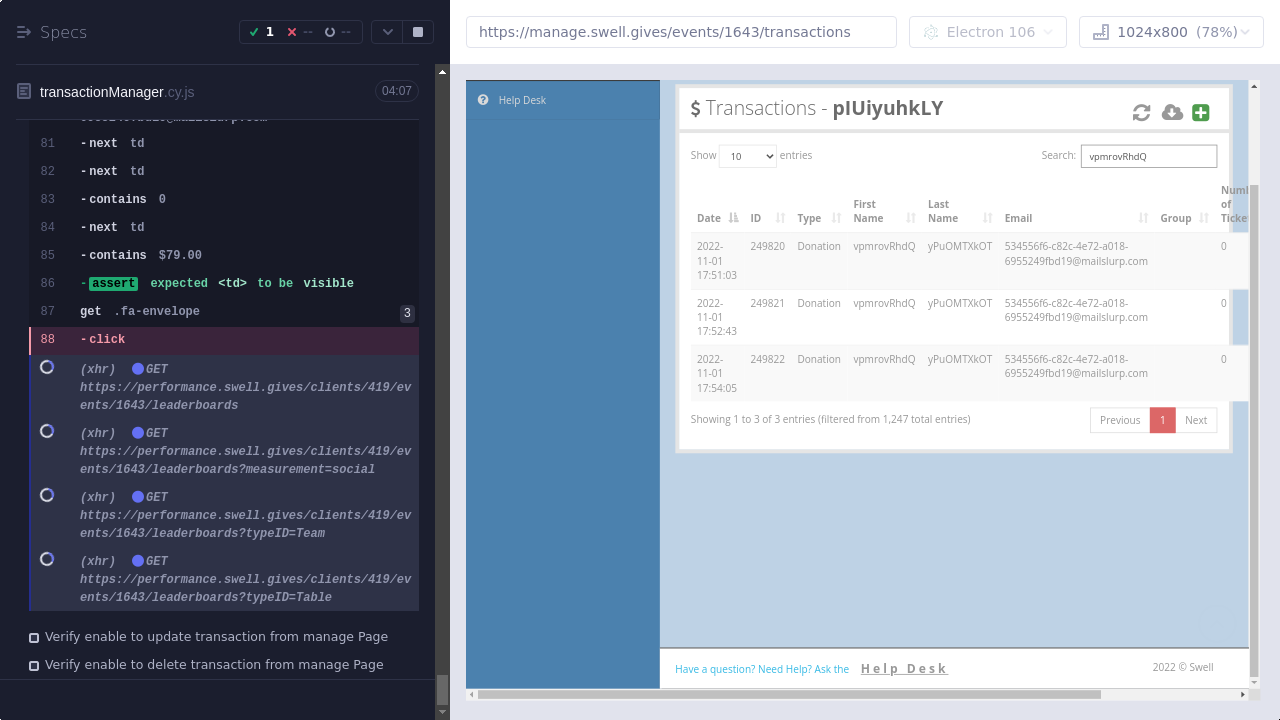 Specs
1
--
--
https://manage.swell.gives/events/1643/transactions
Electron 106
1024x800 (78%)
transactionManager.cy.js
04:07
81 -next td
82 -next td
83 -contains 0
84 -next td
85 -contains $79.00
86 -assert expected <td> to be visible
87 get .fa-envelope 3
88 -click
(xhr) GET
https://performance.swell.gives/clients/419/ev
ents/1643/leaderboards
(xhr) GET
https://performance.swell.gives/clients/419/ev
ents/1643/leaderboards?measurement=social
(xhr) GET
https://performance.swell.gives/clients/419/ev
ents/1643/leaderboards?typeID=Team
(xhr) GET
https://performance.swell.gives/clients/419/ev
ents/1643/leaderboards?typeID=Table
Verify enable to update transaction from manage Page
Verify enable to delete transaction from manage Page
Help Desk
$ Transactions - pIUiyuhkLY
Show 10 entries
Search: vpmrovRhdQ
Date ID Type First Name Last Name Email Group Number of Ticke
2022-11-01 17:51:03 249820 Donation vpmrovRhdQ yPuOMTXkOT 534556f6-c82c-4e72-a018-6955249fbd19@mailslurp.com 0
2022-11-01 17:52:43 249821 Donation vpmrovRhdQ yPuOMTXkOT 534556f6-c82c-4e72-a018-6955249fbd19@mailslurp.com 0
2022-11-01 17:54:05 249822 Donation vpmrovRhdQ yPuOMTXkOT 534556f6-c82c-4e72-a018-6955249fbd19@mailslurp.com 0
Showing 1 to 3 of 3 entries (filtered from 1,247 total entries)
Previous 1 Next
Have a question? Need Help? Ask the Help Desk
2022 © Swell